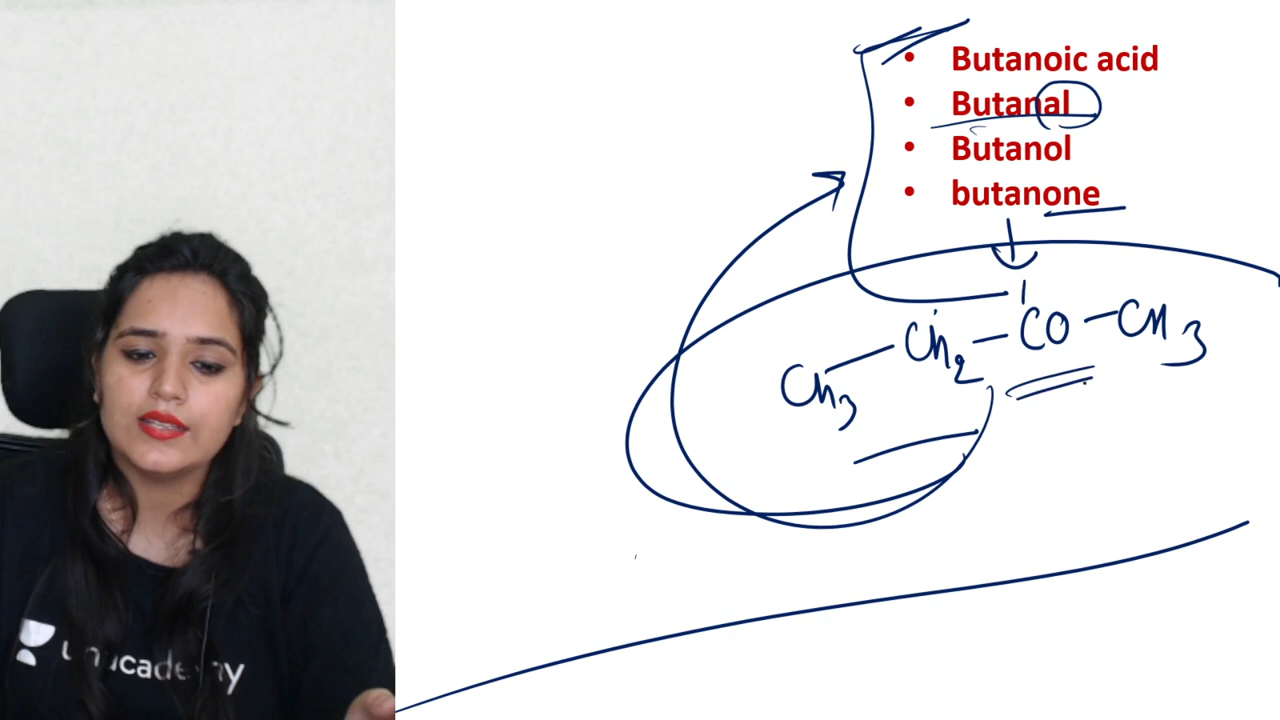 • Butanoic acid
• Butanal
• Butanol
• butanone
CH3 — CH2 — CO — CH3
unacademy